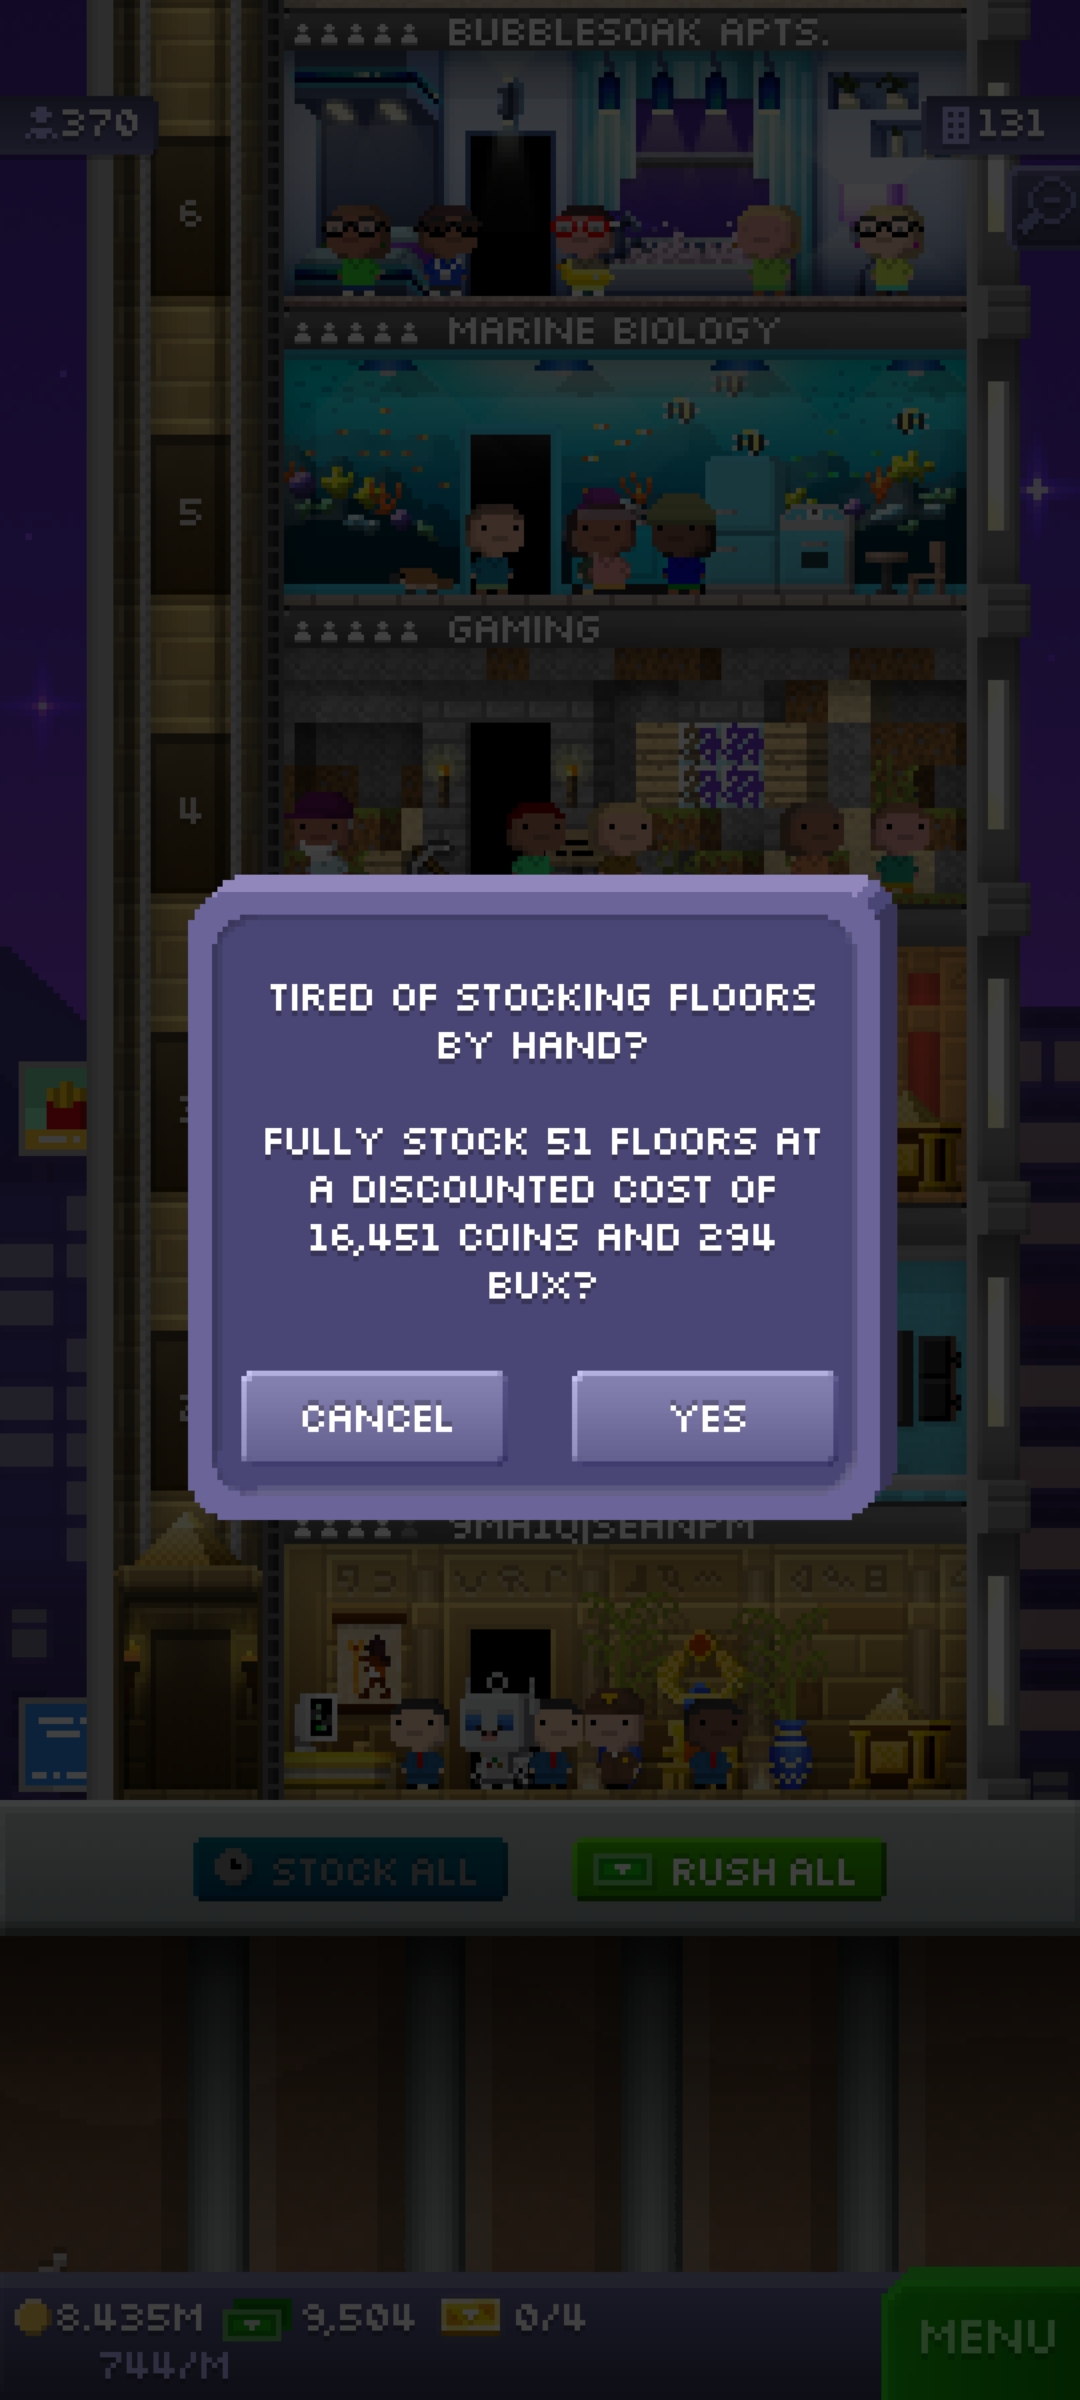 BUBBLESOAK APTS.
370
131
6
MARINE BIOLOGY
5
GAMING
4
TIRED OF STOCKING FLOORS
BY HAND?
FULLY STOCK 51 FLOORS AT
A DISCOUNTED COST OF
16,451 COINS AND 294
BUX?
CANCEL
YES
STOCK ALL
RUSH ALL
8.435M
9,504
0/4
744/M
MENU